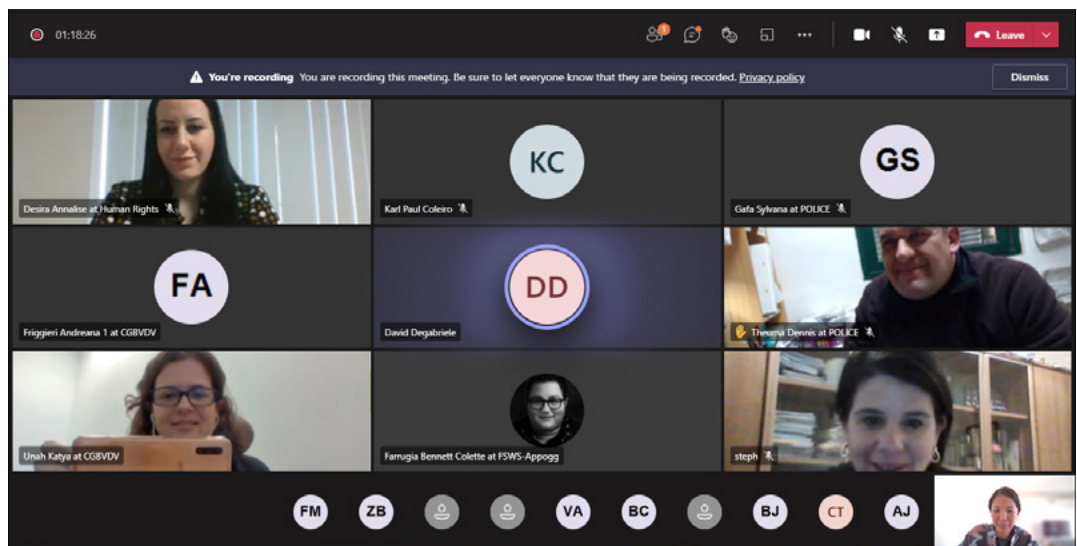 01:18:26
1
Leave
You're recording You are recording this meeting. Be sure to let everyone know that they are being recorded. Privacy policy
Dismiss
Desira Annalise at Human Rights
KC
Karl Paul Coleiro
GS
Gafa Sylvana at POLICE
FA
Friggieri Andreana 1 at CGBVDV
DD
David Degabriele
Theuma Dennis at POLICE
Unah Katya at CGBVDV
Farrugia Bennett Colette at FSWS-Appogg
steph
FM
ZB
VA
BC
BJ
CT
AJ